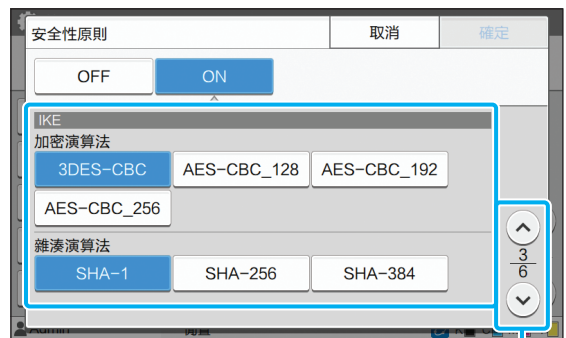 安全性原則 取消 確定
OFF ON
IKE
加密演算法
3DES-CBC AES-CBC_128 AES-CBC_192
AES-CBC_256
雜湊演算法
3
6
SHA-1 SHA-256 SHA-384
Admin